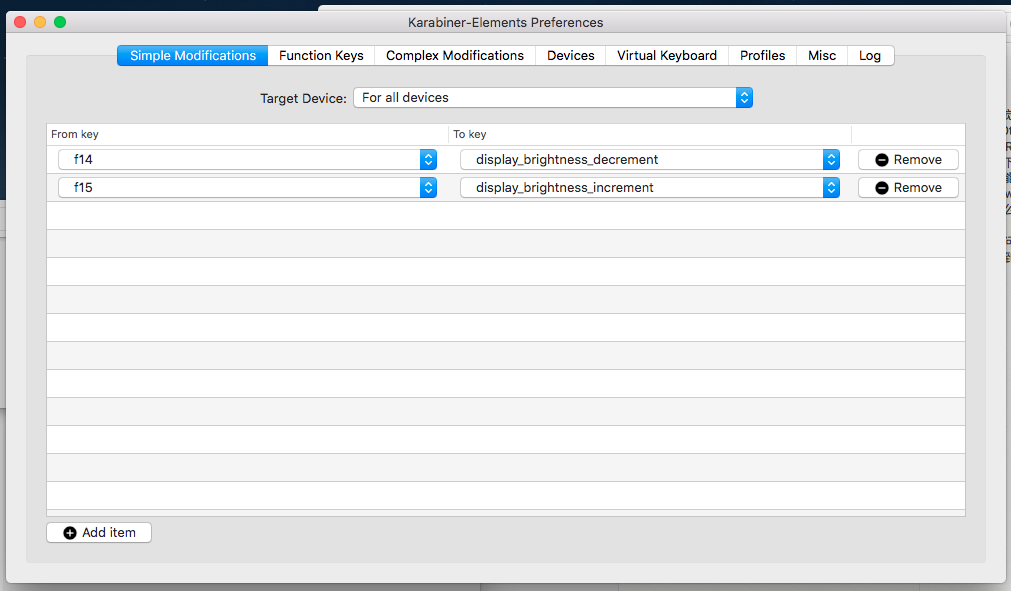 Karabiner-Elements Preferences
Simple Modifications Function Keys Complex Modifications Devices Virtual Keyboard Profiles Misc Log
Target Device: For all devices
From key To key
f14 display_brightness_decrement Remove
f15 display_brightness_increment Remove
Add item